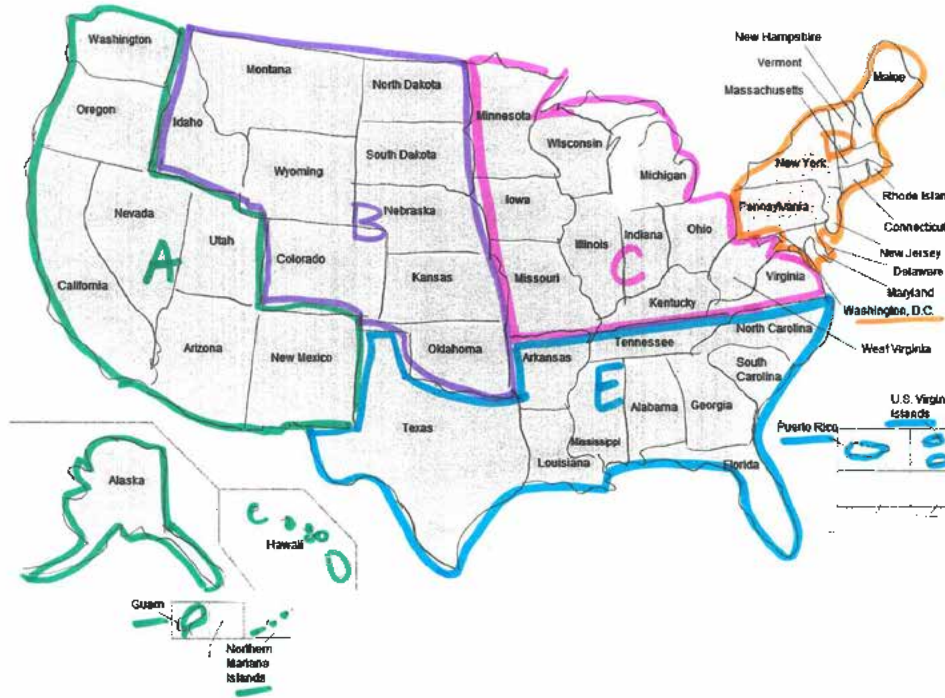 Washington
Montana
North Dakota
Minnesota
New Hampshire
Vermont
Massachusetts
Maine
Oregon
Idaho
Wyoming
South Dakota
Wisconsin
Michigan
New York
D
Rhode Islan
Nevada
Utah
A
B
Nebraska
Iowa
Illinois
Indiana
Ohio
C
Pennsylvania
Connecticut
New Jersey
Delaware
Maryland
Washington, D.C.
California
Colorado
Kansas
Missouri
Kentucky
Virginia
West Virginia
Arizona
New Mexico
Oklahoma
Arkansas
Tennessee
North Carolina
South
Carolina
E
Texas
Louisiana
Mississippi
Alabama
Georgia
Florida
Puerto Rico
U.S. Virgin
Islands
Alaska
Hawaii
Guam
Northern
Mariana
Islands